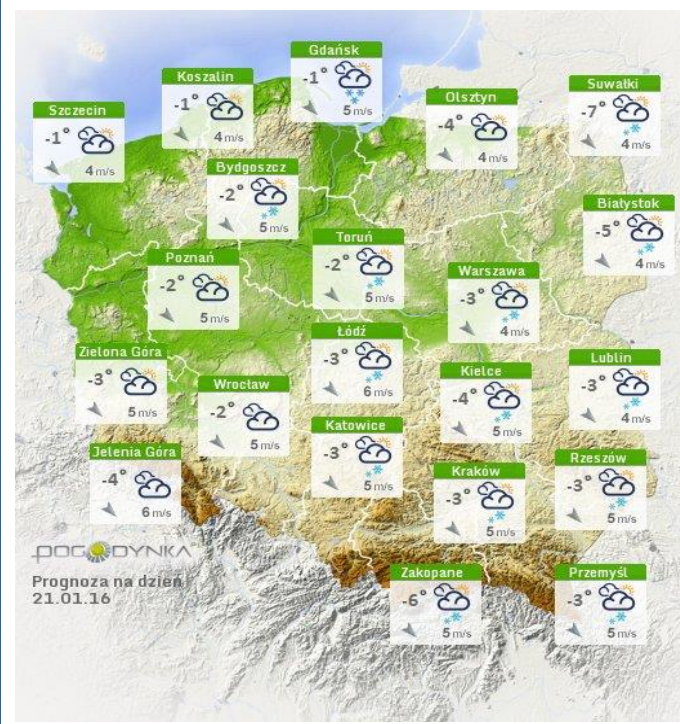 Gdańsk
-1°
5 m/s
Koszalin
-1°
4 m/s
Suwałki
-7°
4 m/s
Olsztyn
-4°
4 m/s
Szczecin
-1°
4 m/s
Bydgoszcz
-2°
5 m/s
Białystok
-5°
4 m/s
Toruń
-2°
5 m/s
Poznań
-2°
5 m/s
Warszawa
-3°
4 m/s
Łódź
-3°
6 m/s
Zielona Góra
-3°
5 m/s
Lublin
-3°
4 m/s
Kielce
-4°
5 m/s
Wrocław
-2°
5 m/s
Katowice
-3°
5 m/s
Jelenia Góra
-4°
6 m/s
Rzeszów
-3°
5 m/s
Kraków
-3°
5 m/s
POGODYNKA
Prognoza na dzień
21.01.16
Zakopane
-6°
5 m/s
Przemyśl
-3°
5 m/s